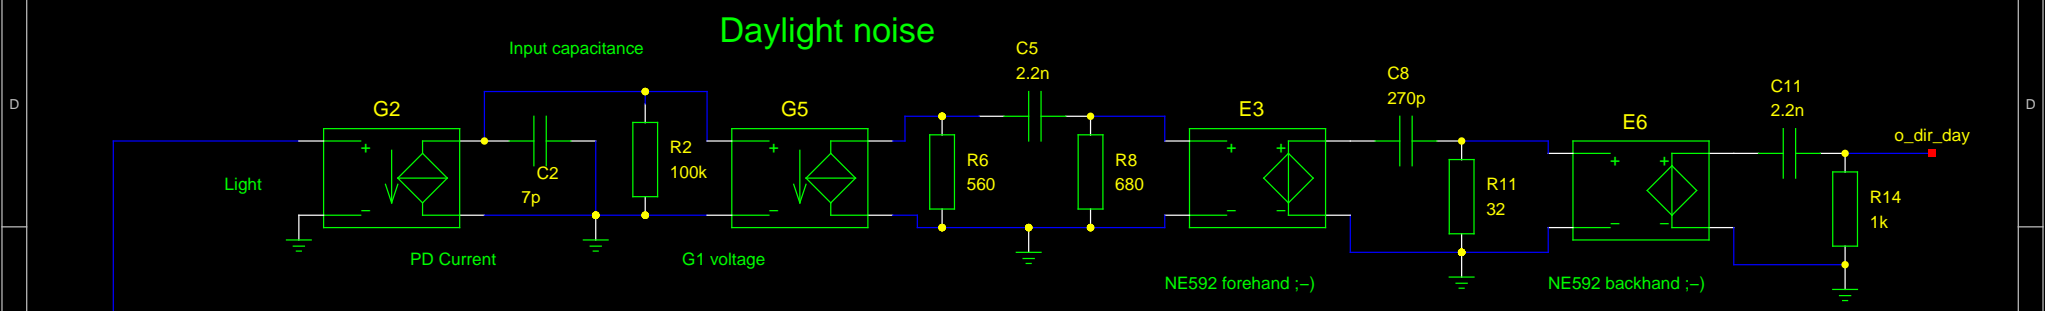 Daylight noise
Input capacitance
C5
2.2n
C8
270p
C11
2.2n
D
D
G2
G5
E3
E6
o_dir_day
+
+
+
+
+
+
R2
100k
R6
560
R8
680
C2
7p
Light
R11
32
R14
1k
−
−
−
−
−
−
PD Current
G1 voltage
NE592 forehand ;−)
NE592 backhand ;−)